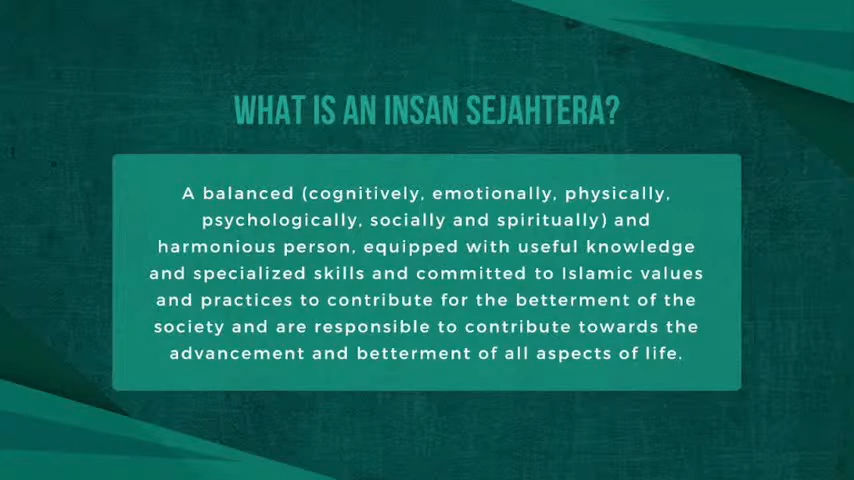 WHAT IS AN INSAN SEJAHTERA?
A balanced (cognitively, emotionally, physically,
psychologically, socially and spiritually) and
harmonious person, equipped with useful knowledge
and specialized skills and committed to Islamic values
and practices to contribute for the betterment of the
society and are responsible to contribute towards the
advancement and betterment of all aspects of life.